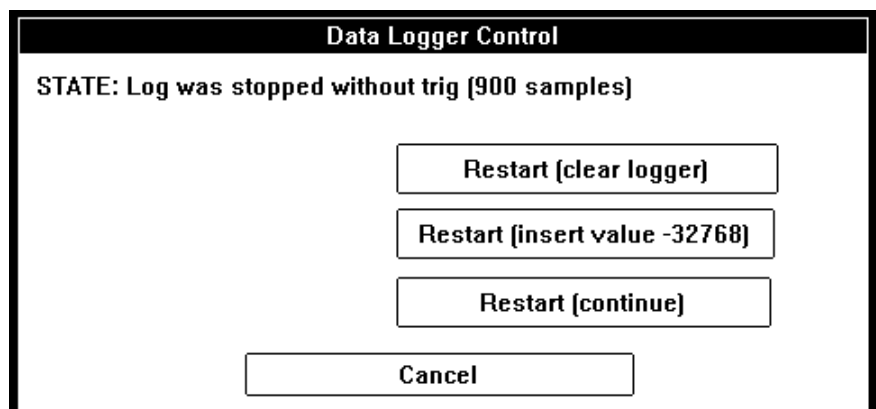 Data Logger Control
STATE: Log was stopped without trig (900 samples)
Restart (clear logger)
Restart (insert value -32768)
Restart (continue)
Cancel